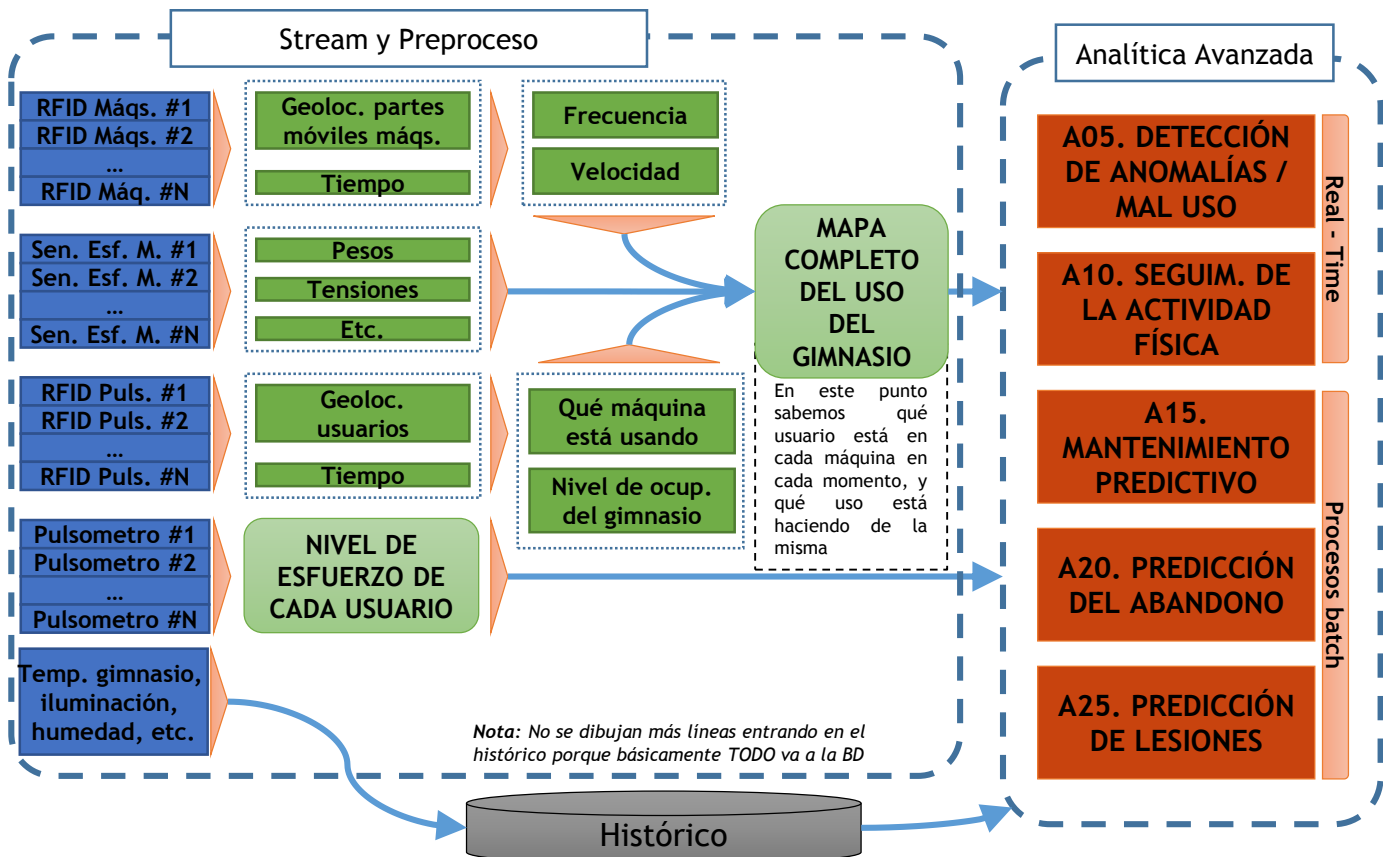 Stream y Preproceso
RFID Máqs. #1
RFID Máqs. #2
…
RFID Máq. #N
Geoloc. partes
móviles máqs.
Tiempo
Frecuencia
Velocidad
Sen. Esf. M. #1
Sen. Esf. M. #2
…
Sen. Esf. M. #N
Pesos
Tensiones
Etc.
MAPA
COMPLETO
DEL USO
DEL
GIMNASIO
En este punto
sabemos qué
usuario está en
cada máquina en
cada momento, y
qué uso está
haciendo de la
misma
RFID Puls. #1
RFID Puls. #2
…
RFID Puls. #N
Geoloc.
usuarios
Tiempo
Qué máquina
está usando
Nivel de ocup.
del gimnasio
Pulsometro #1
Pulsometro #2
…
Pulsometro #N
NIVEL DE
ESFUERZO DE
CADA USUARIO
Temp. gimnasio,
iluminación,
humedad, etc.
Nota: No se dibujan más líneas entrando en el
histórico porque básicamente TODO va a la BD
Histórico
Analítica Avanzada
A05. DETECCIÓN
DE ANOMALÍAS /
MAL USO
A10. SEGUIM. DE
LA ACTIVIDAD
FÍSICA
Real - Time
A15.
MANTENIMIENTO
PREDICTIVO
A20. PREDICCIÓN
DEL ABANDONO
A25. PREDICCIÓN
DE LESIONES
Procesos batch